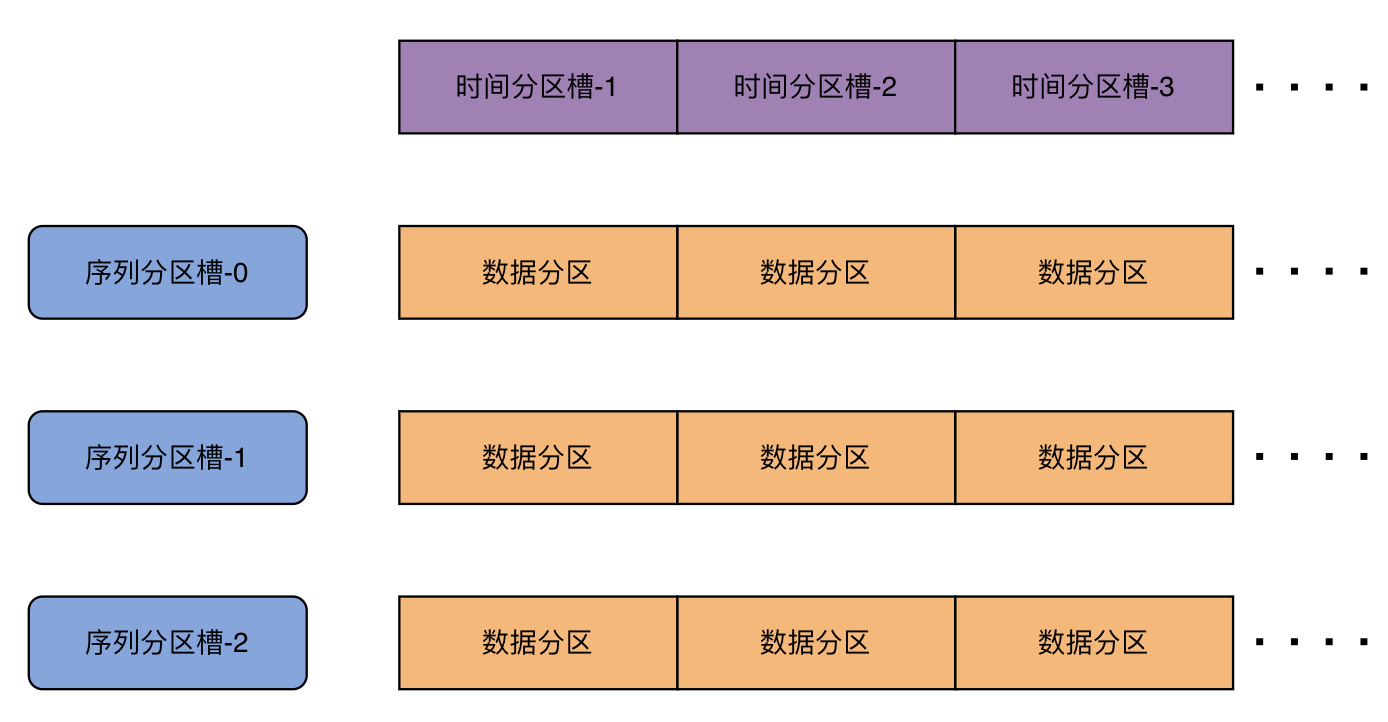 时间分区槽-1 时间分区槽-2 时间分区槽-3 ····
序列分区槽-0 数据分区 数据分区 数据分区 ····
序列分区槽-1 数据分区 数据分区 数据分区 ····
序列分区槽-2 数据分区 数据分区 数据分区 ····